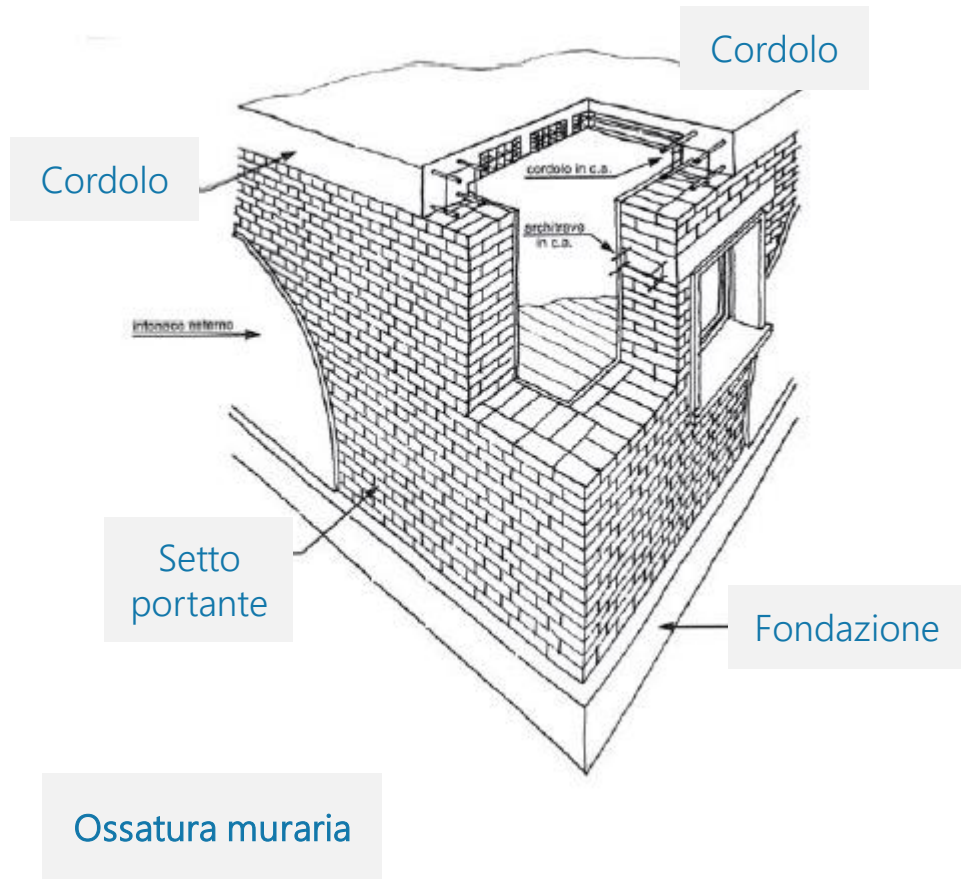 Cordolo
Cordolo
cordolo in c.a.
architrave
in c.a.
intonaco esterno
Setto
portante
Fondazione
Ossatura muraria